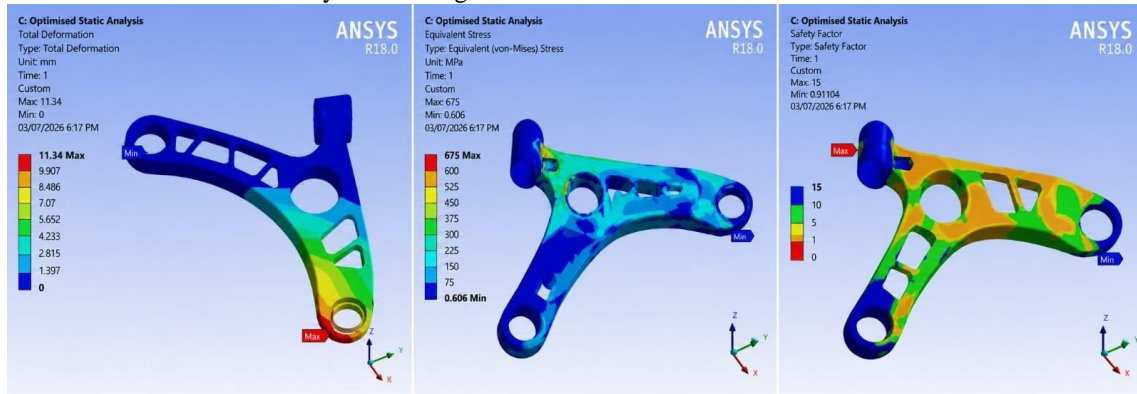 C: Optimised Static Analysis
Total Deformation
Type: Total Deformation
Unit: mm
Time: 1
Custom
Max: 11.34
Min: 0
03/07/2026 6:17 PM
ANSYS
R18.0
11.34 Max
9.907
8.486
7.07
5.652
4.233
2.815
1.397
0
Min
Max
Z
Y
X
C: Optimised Static Analysis
Equivalent Stress
Type: Equivalent (von-Mises) Stress
Unit: MPa
Time: 1
Custom
Max: 675
Min: 0.606
03/07/2026 6:17 PM
ANSYS
R18.0
675 Max
600
525
450
375
300
225
150
75
0.606 Min
Min
Z
Y
X
C: Optimised Static Analysis
Safety Factor
Type: Safety Factor
Time: 1
Custom
Max: 15
Min: 0.91104
03/07/2026 6:17 PM
ANSYS
R18.0
Max
15
10
5
1
0
Min
Z
Y
X